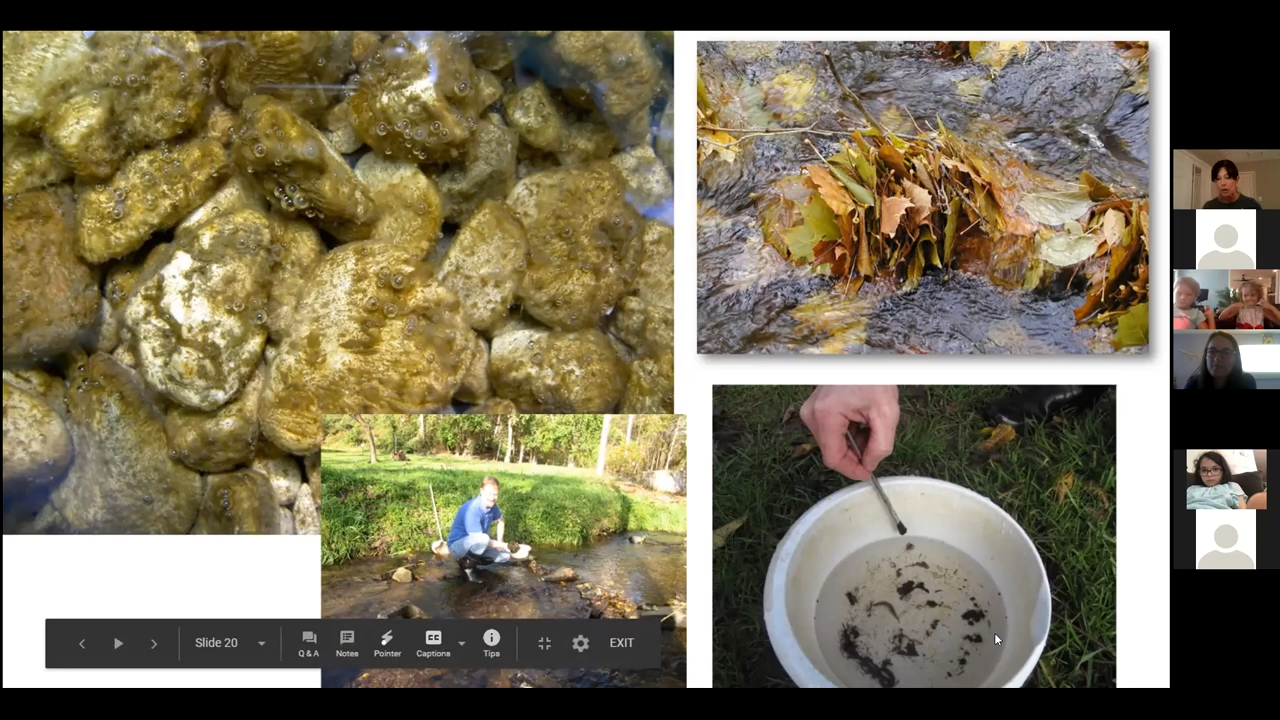 Slide 20
Q & A
Notes
Pointer
Captions
Tips
EXIT